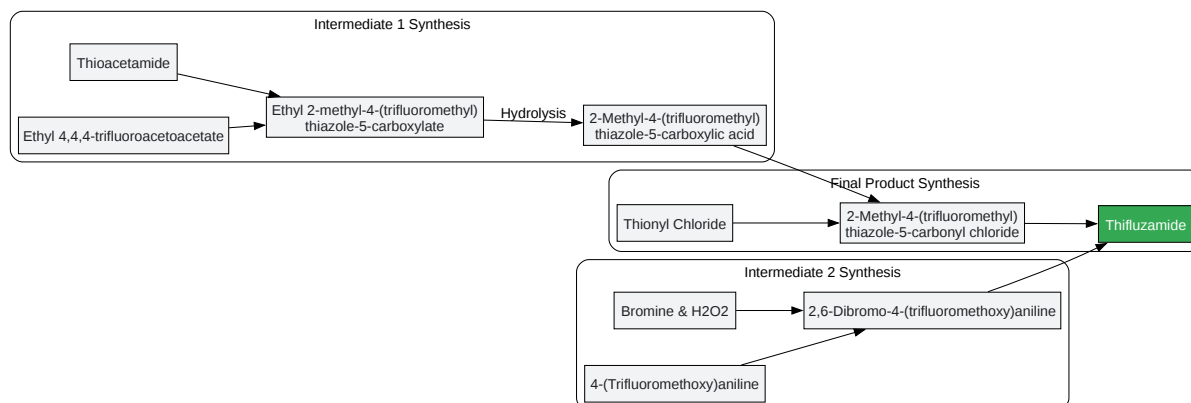 Intermediate 1 Synthesis
Thioacetamide
Ethyl 4,4,4-trifluoroacetoacetate
Ethyl 2-methyl-4-(trifluoromethyl)
thiazole-5-carboxylate
Hydrolysis
2-Methyl-4-(trifluoromethyl)
thiazole-5-carboxylic acid
Final Product Synthesis
Thionyl Chloride
2-Methyl-4-(trifluoromethyl)
thiazole-5-carbonyl chloride
Thifluzamide
Intermediate 2 Synthesis
Bromine & H2O2
2,6-Dibromo-4-(trifluoromethoxy)aniline
4-(Trifluoromethoxy)aniline